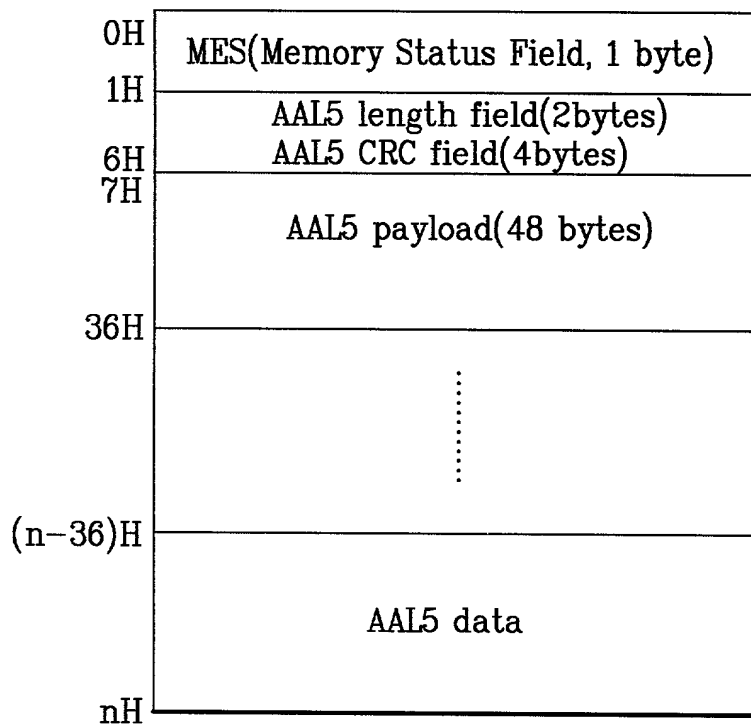 0H
MES(Memory Status Field, 1 byte)
1H
AAL5 length field(2bytes)
6H
AAL5 CRC field(4bytes)
7H
AAL5 payload(48 bytes)
36H
(n-36)H
AAL5 data
nH